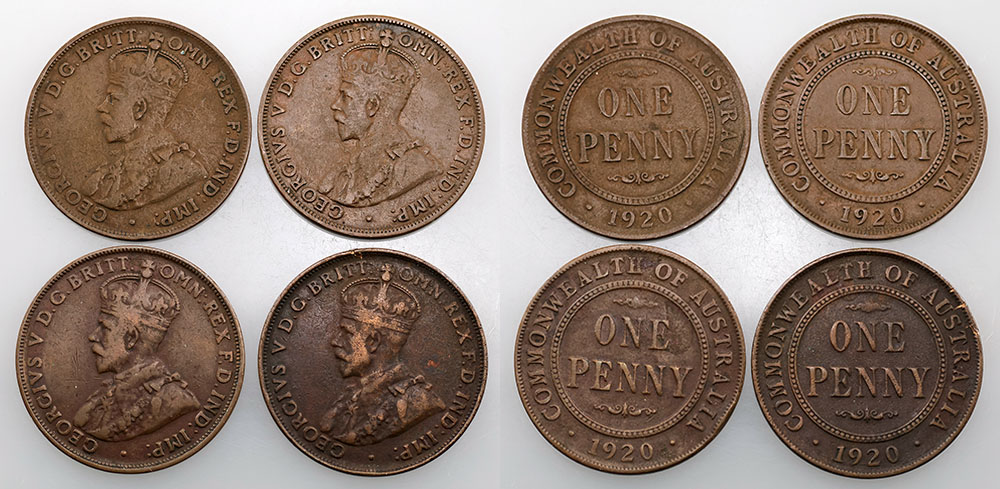 GEORGIVS V D.G.BRITT: OMN:REX F.D.IND:IMP:
GEORGIVS V D.G.BRITT: OMN:REX F.D.IND:IMP:
COMMONWEALTH OF AUSTRALIA
ONE
PENNY
· 1920 ·
COMMONWEALTH OF AUSTRALIA
ONE
PENNY
· 1920 ·
GEORGIVS V D.G.BRITT: OMN:REX F.D.IND:IMP:
GEORGIVS V D.G.BRITT: OMN:REX F.D.IND:IMP:
COMMONWEALTH OF AUSTRALIA
ONE
PENNY
· 1920 ·
COMMONWEALTH OF AUSTRALIA
ONE
PENNY
· 1920 ·